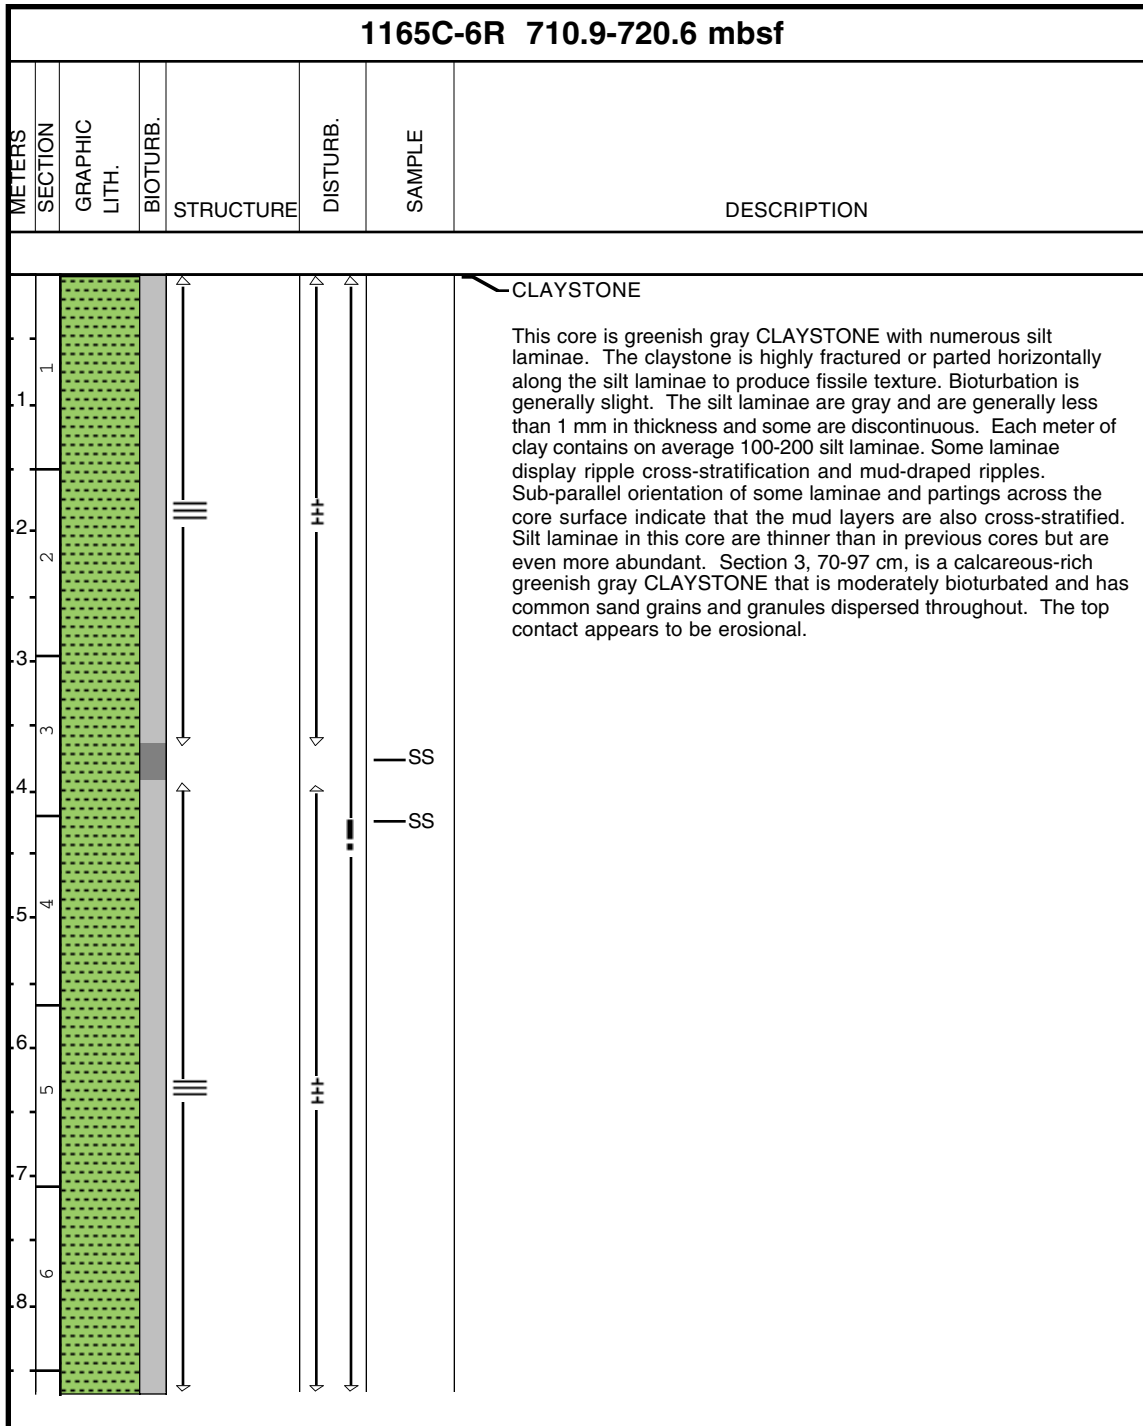 1165C-6R 710.9-720.6 mbsf
METERS
SECTION
GRAPHIC
LITH.
BIOTURB.
STRUCTURE
DISTURB.
SAMPLE
DESCRIPTION
CLAYSTONE
This core is greenish gray CLAYSTONE with numerous silt
laminae. The claystone is highly fractured or parted horizontally
along the silt laminae to produce fissile texture. Bioturbation is
generally slight. The silt laminae are gray and are generally less
than 1 mm in thickness and some are discontinuous. Each meter of
clay contains on average 100-200 silt laminae. Some laminae
display ripple cross-stratification and mud-draped ripples.
Sub-parallel orientation of some laminae and partings across the
core surface indicate that the mud layers are also cross-stratified.
Silt laminae in this core are thinner than in previous cores but are
even more abundant. Section 3, 70-97 cm, is a calcareous-rich
greenish gray CLAYSTONE that is moderately bioturbated and has
common sand grains and granules dispersed throughout. The top
contact appears to be erosional.
1
1
2
2
3
3
SS
4
SS
!
4
5
6
5
7
6
8